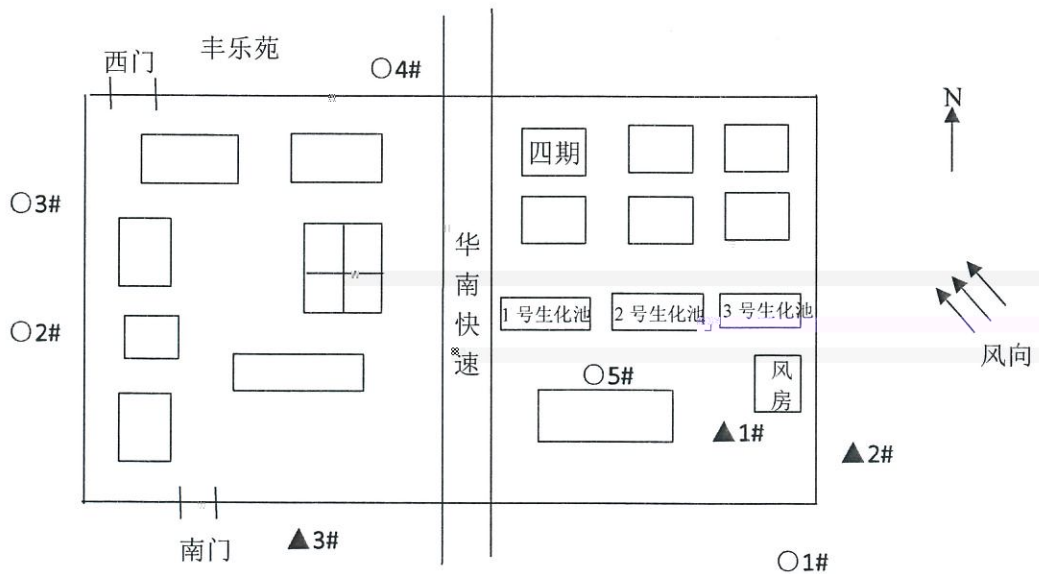 丰乐苑
西门
○4#
N
四期
○3#
华南快速
1号生化池
2号生化池
3号生化池
○2#
风向
○5#
风房
▲1#
▲2#
南门
▲3#
○1#